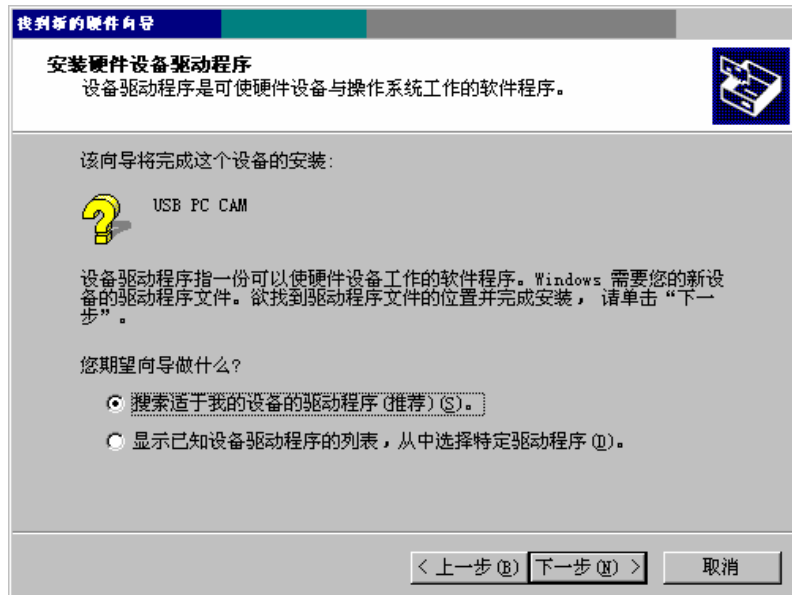 找到新的硬件向导
安装硬件设备驱动程序
设备驱动程序是可使硬件设备与操作系统工作的软件程序。
该向导将完成这个设备的安装:
USB PC CAM
设备驱动程序指一份可以使硬件设备工作的软件程序。Windows 需要您的新设
备的驱动程序文件。欲找到驱动程序文件的位置并完成安装，请单击“下一
步”。
您期望向导做什么?
搜索适于我的设备的驱动程序(推荐)(S)。
显示已知设备驱动程序的列表，从中选择特定驱动程序(D)。
< 上一步(B) 下一步(N) > 取消